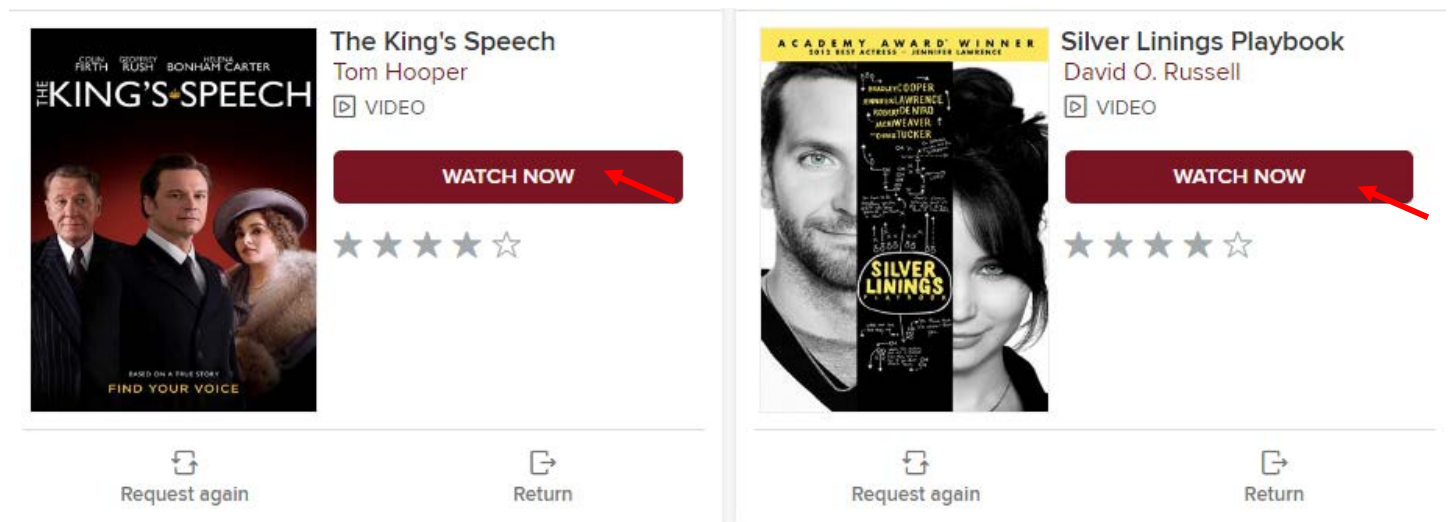 COLIN FIRTH GEOFFREY RUSH HELENA BONHAM CARTER
THE KING'S SPEECH
BASED ON A TRUE STORY
FIND YOUR VOICE
The King's Speech
Tom Hooper
VIDEO
WATCH NOW
Request again
Return
ACADEMY AWARD WINNER
2012 BEST ACTRESS - JENNIFER LAWRENCE
BRADLEY COOPER
JENNIFER LAWRENCE
ROBERT DE NIRO
JACKI WEAVER
CHRIS TUCKER
SILVER
LININGS
PLAYBOOK
Silver Linings Playbook
David O. Russell
VIDEO
WATCH NOW
Request again
Return